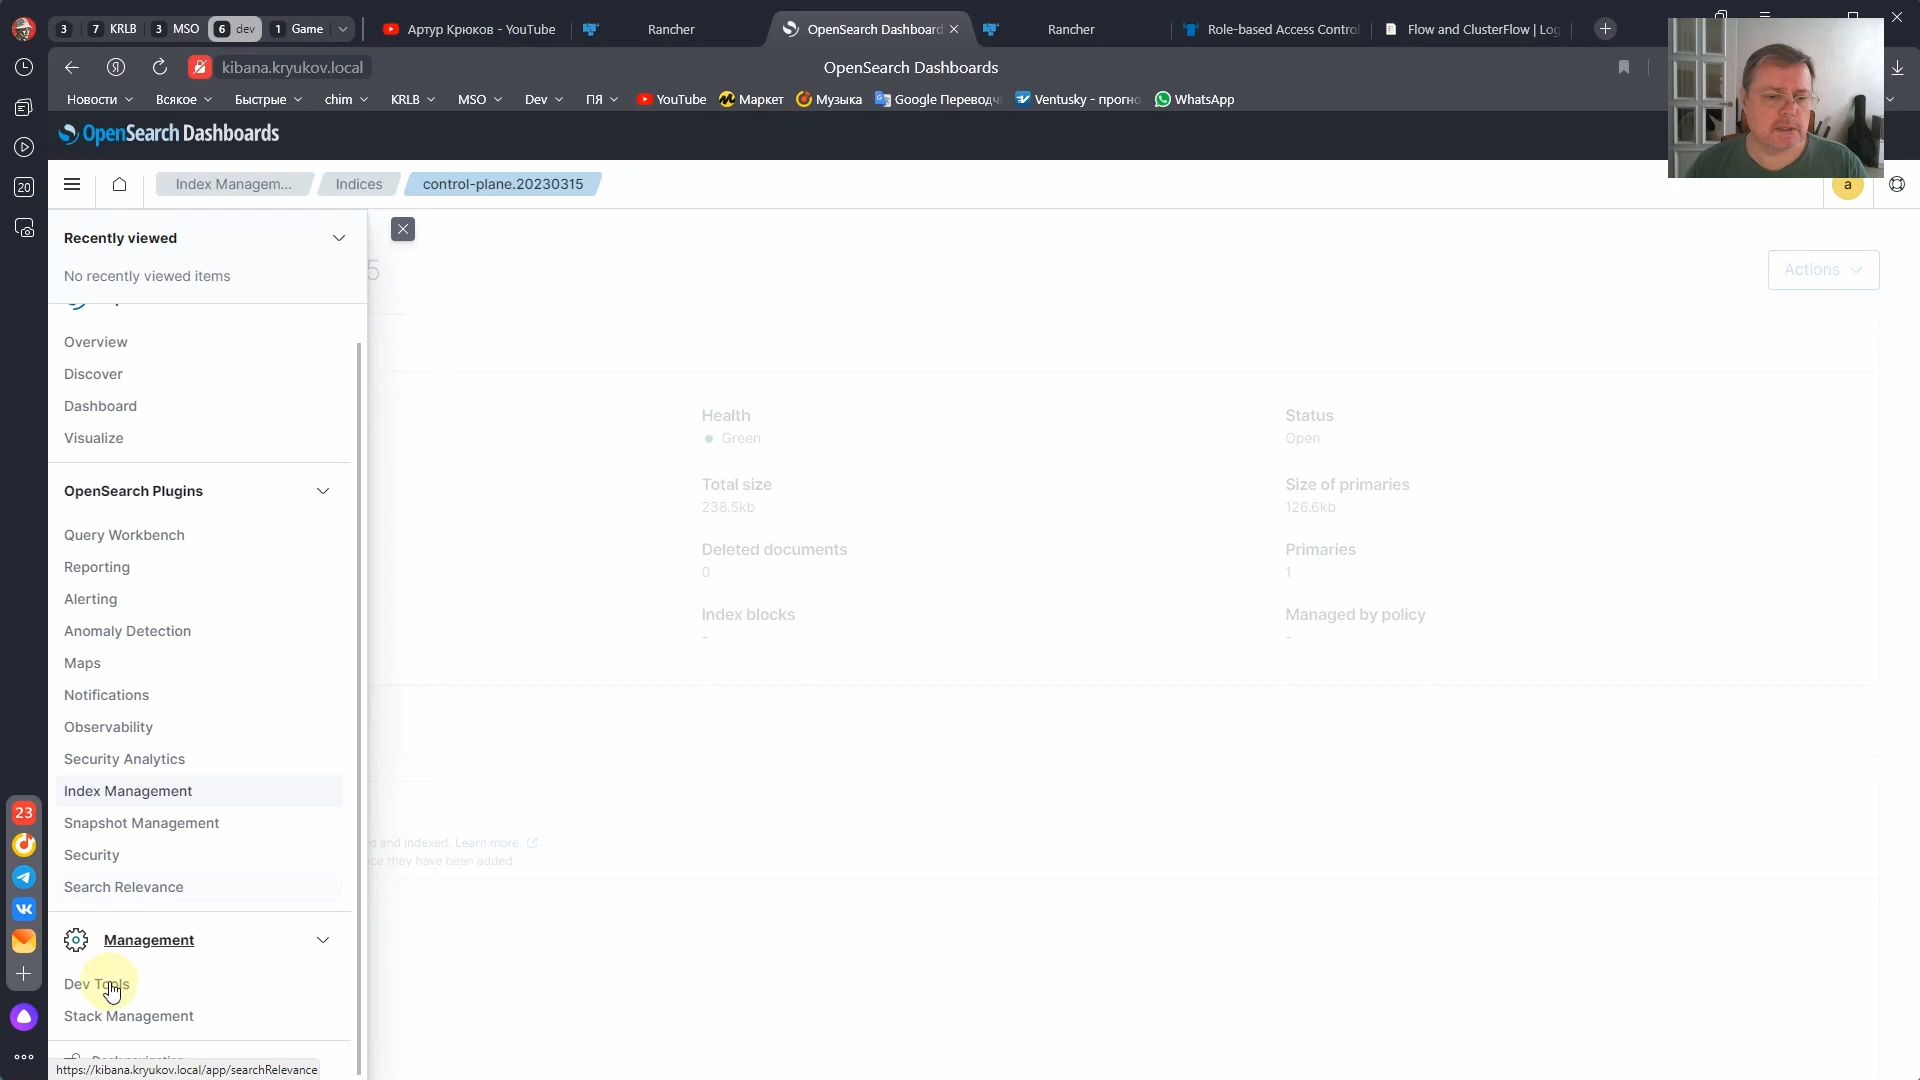 3
7 KRLB
3 MSO
6 dev
1 Game
Артур Крюков - YouTube
Rancher
OpenSearch Dashboard
Rancher
Role-based Access Control
Flow and ClusterFlow | Log
kibana.kryukov.local
OpenSearch Dashboards
Новости
Всякое
Быстрые
chim
KRLB
MSO
Dev
ПЯ
YouTube
Маркет
Музыка
Google Переводч
Ventusky - прогно
WhatsApp
OpenSearch Dashboards
20
Index Managem...
Indices
control-plane.20230315
a
Recently viewed
No recently viewed items
5
Actions
Overview
Discover
Dashboard
Visualize
Health
Green
Status
Open
Total size
238.5kb
Size of primaries
126.6kb
Deleted documents
0
Primaries
1
Index blocks
-
Managed by policy
-
OpenSearch Plugins
Query Workbench
Reporting
Alerting
Anomaly Detection
Maps
Notifications
Observability
Security Analytics
Index Management
Snapshot Management
Security
Search Relevance
23
d and indexed. Learn more.
ce they have been added.
Management
Dev Tools
Stack Management
https://kibana.kryukov.local/app/searchRelevance